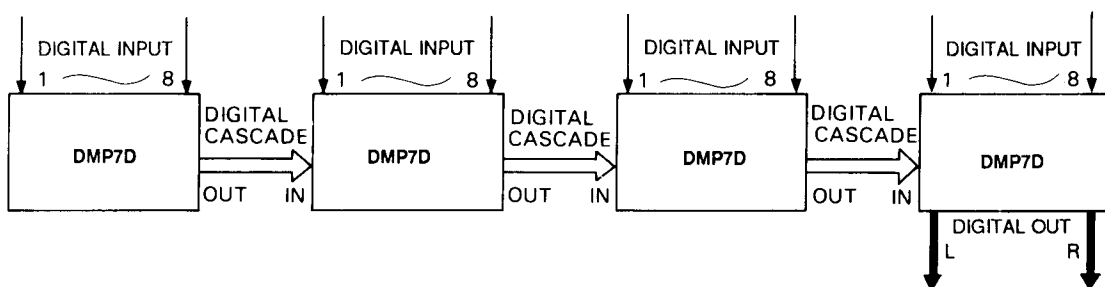 DIGITAL INPUT
1 8
DMP7D
DIGITAL
CASCADE
OUT IN
DIGITAL INPUT
1 8
DMP7D
DIGITAL
CASCADE
OUT IN
DIGITAL INPUT
1 8
DMP7D
DIGITAL
CASCADE
OUT IN
DIGITAL INPUT
1 8
DMP7D
DIGITAL OUT
L R